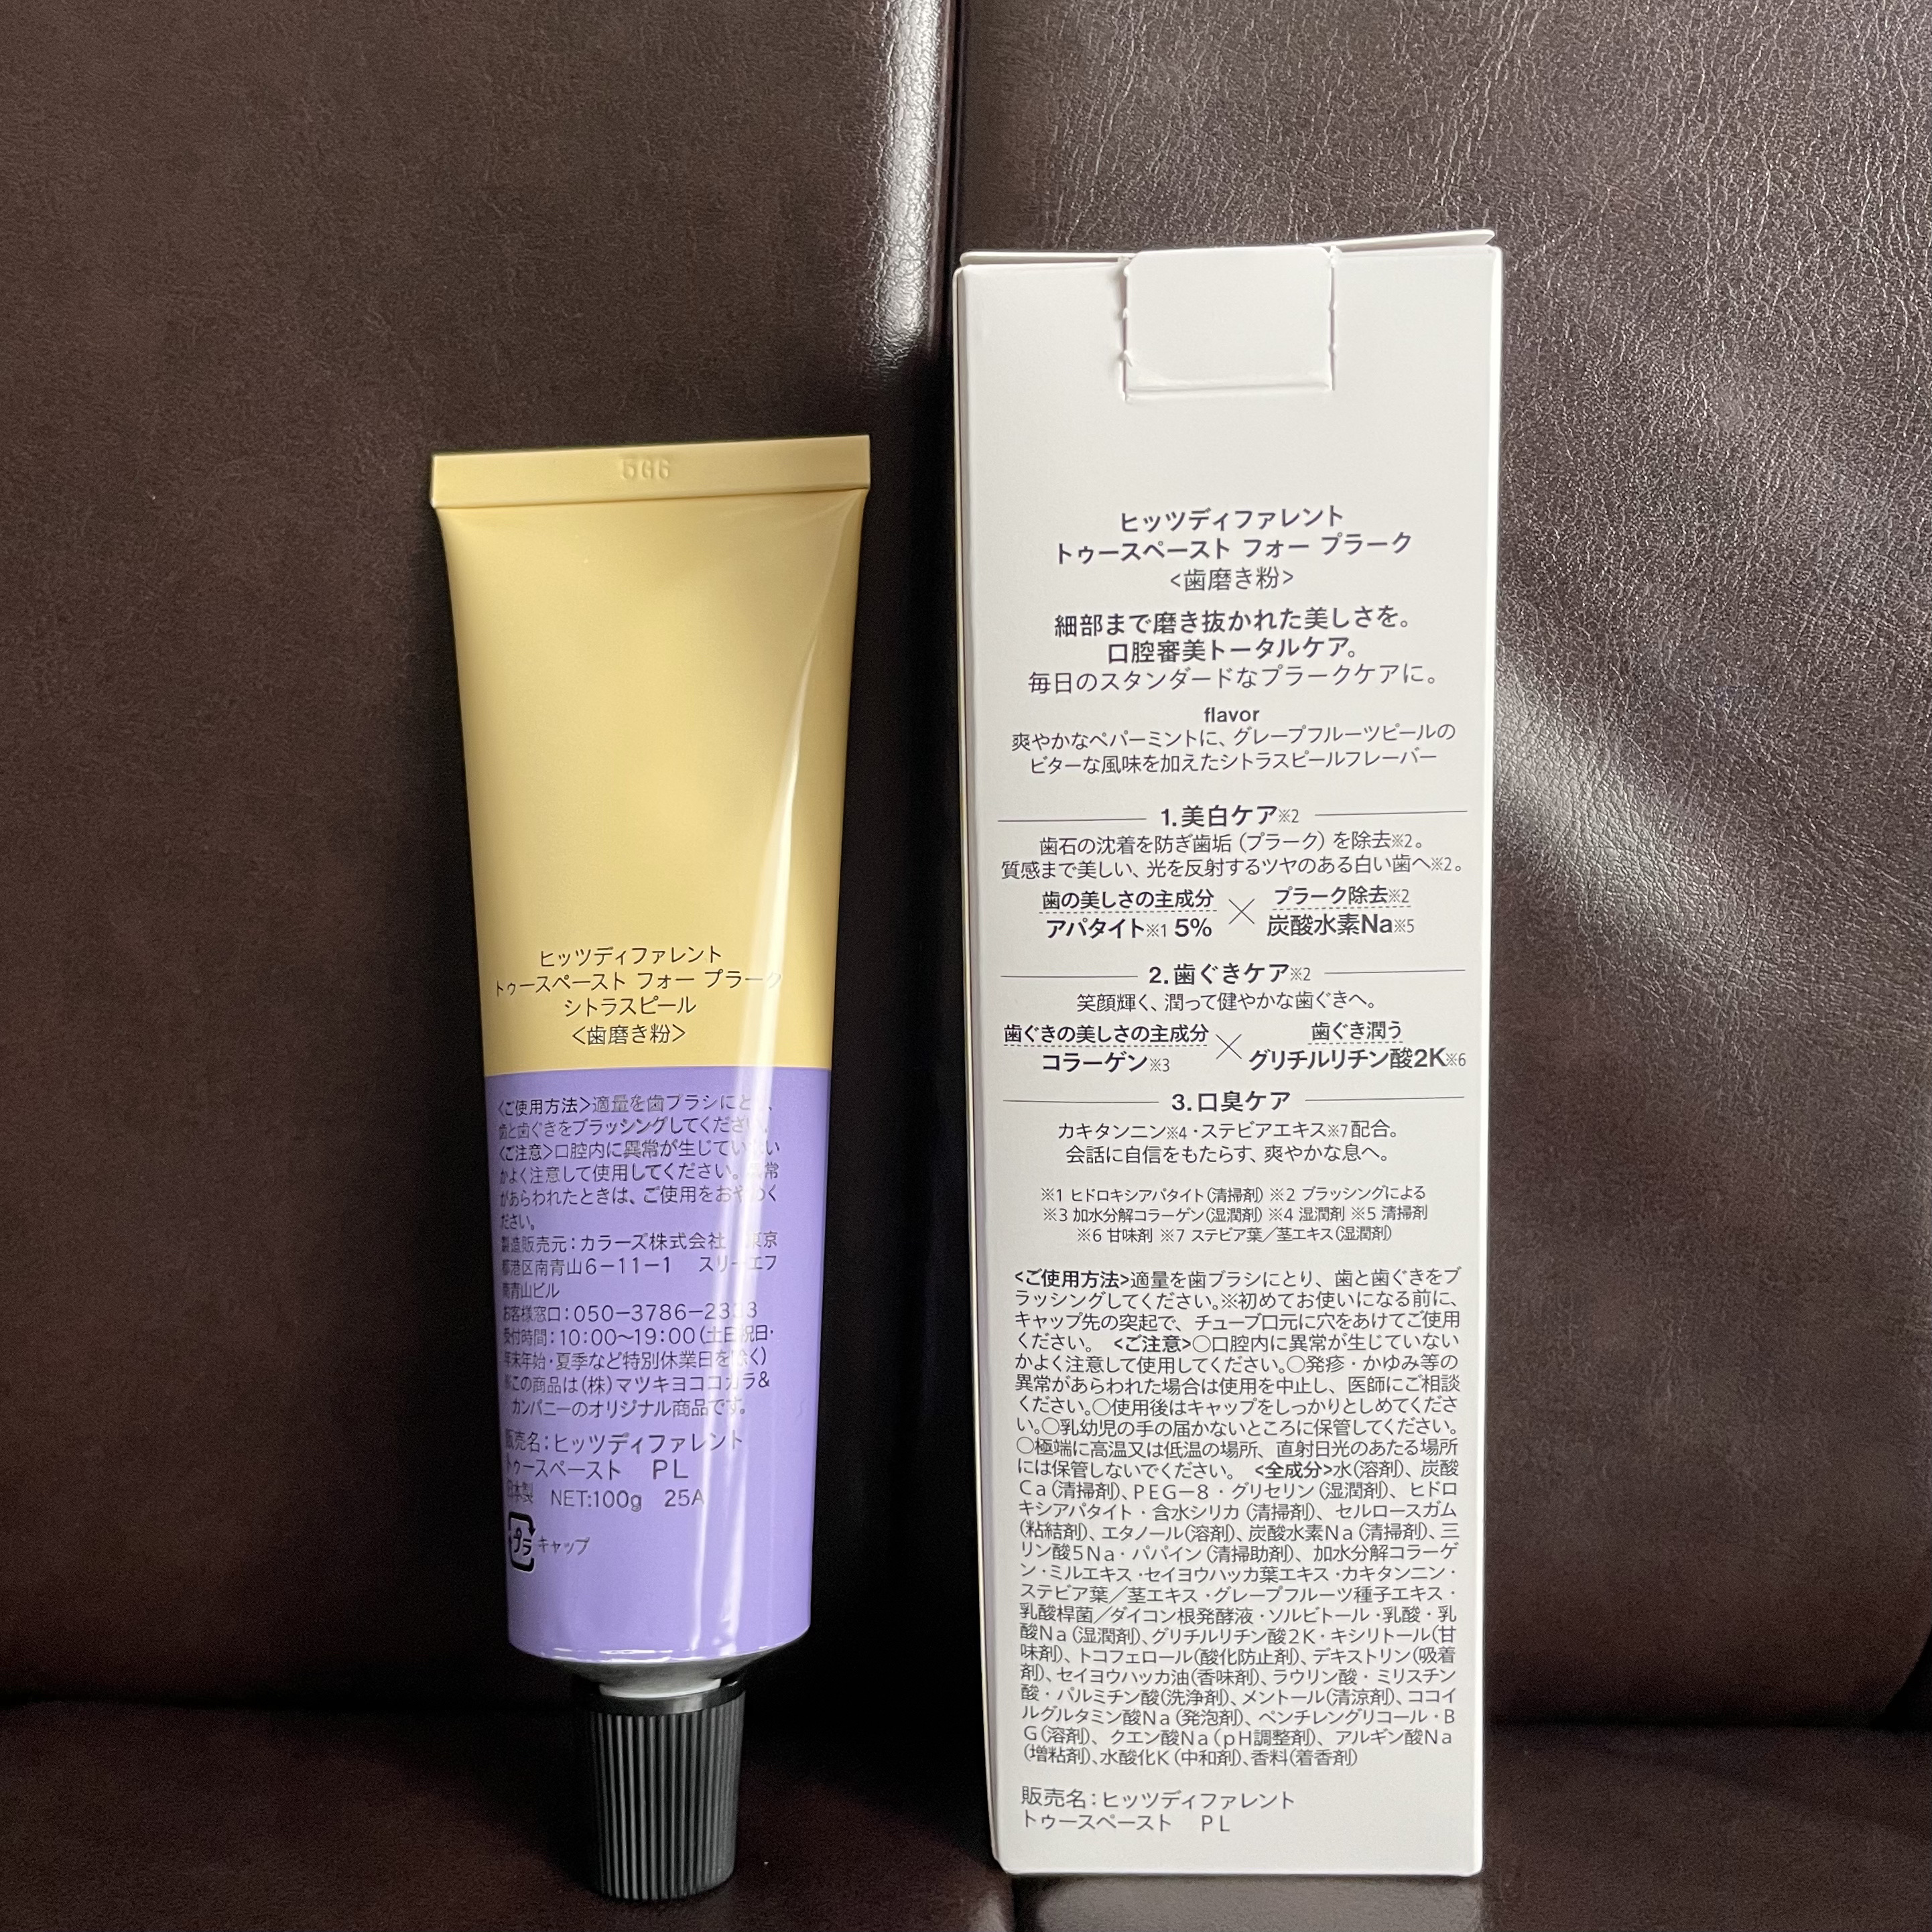 566
ヒッツディファレント
トゥースペースト フォー プラーク
シトラスピール
<歯磨き粉>
<ご使用方法>適量を歯ブラシにとり、
歯と歯ぐきをブラッシングしてください。
<ご注意>口腔内に異常が生じていない
かよく注意して使用してください。異常
があらわれたときは、ご使用をおやめく
ださい。
製造販売元：カラーズ株式会社 東京
都港区南青山6－11－1 スリーエフ
南青山ビル
お客様窓口：050－3786－2333
受付時間：10:00～19:00(土日祝日・
年末年始・夏季など特別休業日を除く)
※この商品は(株)マツキヨココカラ&
カンパニーのオリジナル商品です。
販売名：ヒッツディファレント
トゥースペースト PL
日本製 NET:100g 25A
プラ キャップ
ヒッツディファレント
トゥースペースト フォー プラーク
<歯磨き粉>
細部まで磨き抜かれた美しさを。
口腔審美トータルケア。
毎日のスタンダードなプラークケアに。
flavor
爽やかなペパーミントに、グレープフルーツピールの
ビターな風味を加えたシトラスピールフレーバー
1.美白ケア※2
歯石の沈着を防ぎ歯垢（プラーク）を除去※2。
質感まで美しい、光を反射するツヤのある白い歯へ※2。
歯の美しさの主成分 × プラーク除去※2
アパタイト※1 5% 炭酸水素Na※5
2.歯ぐきケア※2
笑顔輝く、潤って健やかな歯ぐきへ。
歯ぐきの美しさの主成分 × 歯ぐき潤う
コラーゲン※3 グリチルリチン酸2K※6
3.口臭ケア
カキタンニン※4・ステビアエキス※7配合。
会話に自信をもたらす、爽やかな息へ。
※1 ヒドロキシアパタイト（清掃剤） ※2 ブラッシングによる
※3 加水分解コラーゲン（湿潤剤） ※4 湿潤剤 ※5 清掃剤
※6 甘味剤 ※7 ステビア葉／茎エキス（湿潤剤）
<ご使用方法>適量を歯ブラシにとり、歯と歯ぐきをブ
ラッシングしてください。※初めてお使いになる前に、
キャップ先の突起で、チューブ口元に穴をあけてご使用
ください。 <ご注意>○口腔内に異常が生じていない
かよく注意して使用してください。○発疹・かゆみ等の
異常があらわれた場合は使用を中止し、医師にご相談
ください。○使用後はキャップをしっかりとしめてくださ
い。○乳幼児の手の届かないところに保管してください。
○極端に高温又は低温の場所、直射日光のあたる場所
には保管しないでください。 <全成分>水（溶剤）、炭酸
Ca（清掃剤）、PEG－8・グリセリン（湿潤剤）、ヒドロ
キシアパタイト・含水シリカ（清掃剤）、セルロースガム
（粘結剤）、エタノール（溶剤）、炭酸水素Na（清掃剤）、三
リン酸5Na・パパイン（清掃助剤）、加水分解コラーゲ
ン・ミルエキス・セイヨウハッカ葉エキス・カキタンニン・
ステビア葉／茎エキス・グレープフルーツ種子エキス・
乳酸桿菌／ダイコン根発酵液・ソルビトール・乳酸・乳
酸Na（湿潤剤）、グリチルリチン酸2K・キシリトール（甘
味剤）、トコフェロール（酸化防止剤）、デキストリン（吸着
剤）、セイヨウハッカ油（香味剤）、ラウリン酸・ミリスチン
酸・パルミチン酸（洗浄剤）、メントール（清涼剤）、ココイ
ルグルタミン酸Na（発泡剤）、ペンチレングリコール・B
G（溶剤）、クエン酸Na（pH調整剤）、アルギン酸Na
（増粘剤）、水酸化K（中和剤）、香料（着香剤）
販売名：ヒッツディファレント
トゥースペースト PL